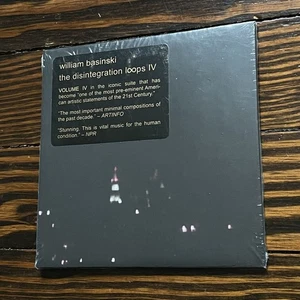 william basinski
the disintegration loops IV
VOLUME IV in the iconic suite that has
become "one of the most pre-eminent Ameri-
can artistic statements of the 21st Century."
"The most important minimal compositions of
the past decade." – ARTINFO
"Stunning. This is vital music for the human
condition." – NPR